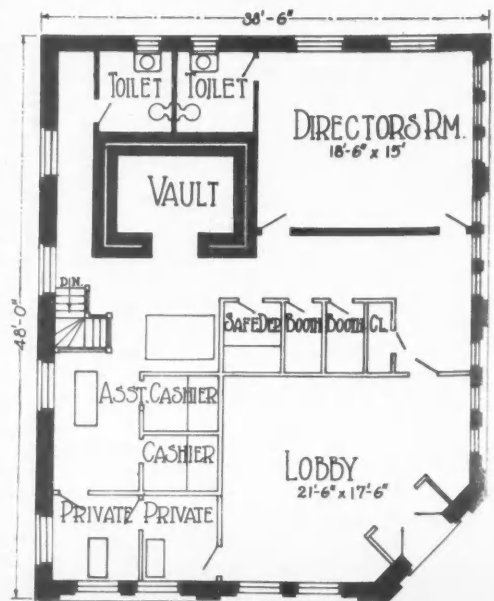 38'-6"
TOILET TOILET
DIRECTORS RM.
18'-6" x 15'
VAULT
48'-0"
DN.
SAFE DEP. BOOTH BOOTH CL.
ASST. CASHIER
CASHIER
LOBBY
21'-6" x 17'-6"
PRIVATE PRIVATE